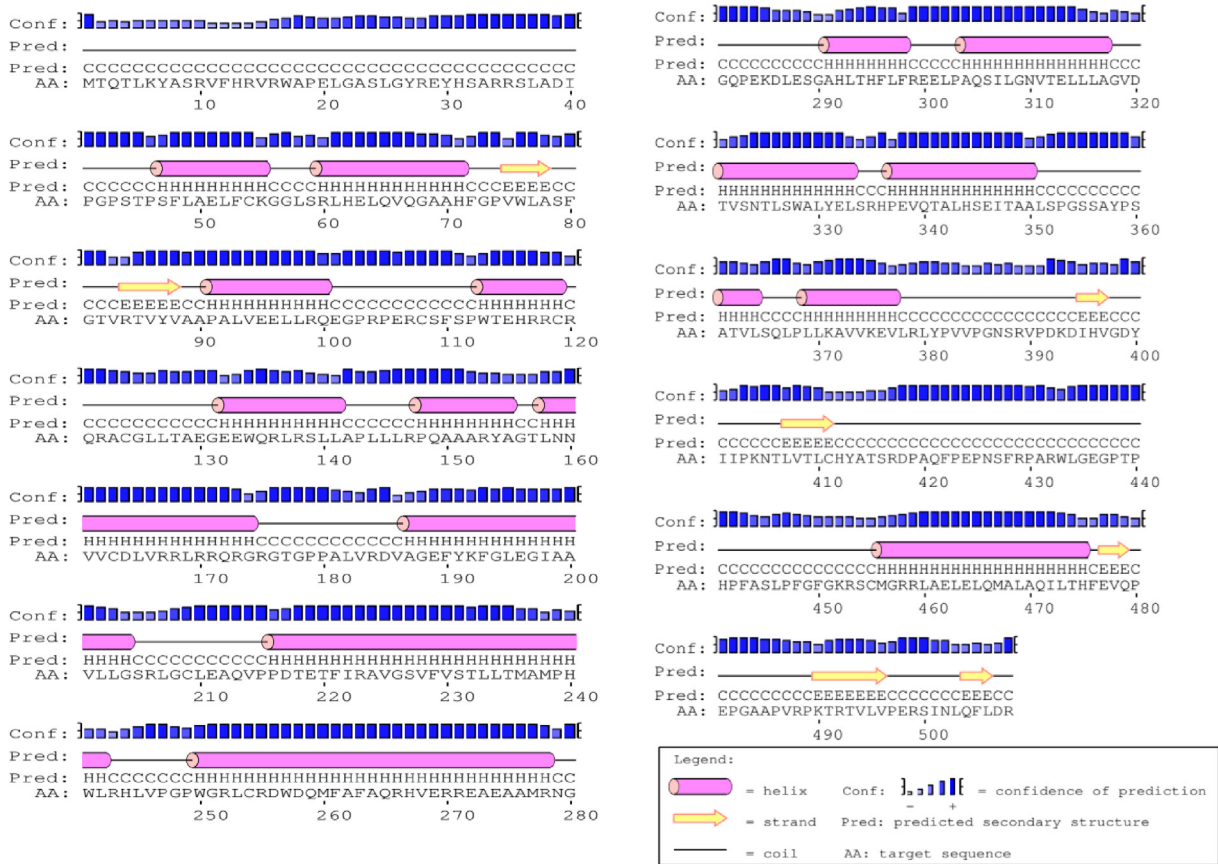 Conf:
Pred:
Pred: CCCCCCCCCCCCCCCCCCCCCCCCCCCCCCCCCCCCCCCC
AA: MTQTLKYASRVFHRVRWAPELGASLGYREYHSARRSLADI
10 20 30 40
Conf:
Pred:
Pred: CCCCCCHHHHHHHHHCCCCHHHHHHHHHHHHCCCEEEECC
AA: PGPSTPSFLAELFCKGGLSRLHELQVQGAAHFGPVWLASF
50 60 70 80
Conf:
Pred:
Pred: CCCEEEEECCHHHHHHHHHHCCCCCCCCCCCCHHHHHHHC
AA: GTVRTVYVAAPALVEELLRQEGPRPERCSFSPWTEHRRCR
90 100 110 120
Conf:
Pred:
Pred: CCCCCCCCCCCHHHHHHHHHHCCCCCCHHHHHHHHCCHHH
AA: QRACGLLTAEGEEWQRLRSLLAPLLLRPQAAARYAGTLNN
130 140 150 160
Conf:
Pred:
Pred: HHHHHHHHHHHHHHCCCCCCCCCCCCHHHHHHHHHHHHHH
AA: VVCDLVRRLRRQRGRGTGPPALVRDVAGEFYKFGLEGIAA
170 180 190 200
Conf:
Pred:
Pred: HHHHCCCCCCCCCCCHHHHHHHHHHHHHHHHHHHHHHHHH
AA: VLLGSRLGCLEAQVPPDTETFIRAVGSVFVSTLLTMAMPH
210 220 230 240
Conf:
Pred:
Pred: HHCCCCCCCHHHHHHHHHHHHHHHHHHHHHHHHHHHHHCC
AA: WLRHLVPGPWGRLCRDWDQMFAFAQRHVERREAEAAMRNG
250 260 270 280
Conf:
Pred:
Pred: CCCCCCCCCCHHHHHHHHCCCCCHHHHHHHHHHHHHHCCC
AA: GQPEKDLESGAHLTHFLFREELPAQSILGNVTELLLAGVD
290 300 310 320
Conf:
Pred:
Pred: HHHHHHHHHHHHHCCCHHHHHHHHHHHHHHCCCCCCCCCC
AA: TVSNTLSWALYELSRHPEVQTALHSEITAALSPGSSAYPS
330 340 350 360
Conf:
Pred:
Pred: HHHHCCCCHHHHHHHHHCCCCCCCCCCCCCCCCCEEECCC
AA: ATVLSQLPLLKAVVKEVLRLYPVVPGNSRVPDKDIHVGDY
370 380 390 400
Conf:
Pred:
Pred: CCCCCCEEEEECCCCCCCCCCCCCCCCCCCCCCCCCCCCC
AA: IIPKNTLVTLCHYATSRDPAQFPEPNSFRPARWLGEGPTP
410 420 430 440
Conf:
Pred:
Pred: CCCCCCCCCCCCCCCHHHHHHHHHHHHHHHHHHHHCEEEC
AA: HPFASLPFGFGKRSCMGRRLAELELQMALAQILTHFEVQP
450 460 470 480
Conf:
Pred:
Pred: CCCCCCCCCEEEEEEECCCCCCCEEECC
AA: EPGAAPVRPKTRTVLVPERSINLQFLDR
490 500
Legend:
= helix Conf: - + = confidence of prediction
= strand Pred: predicted secondary structure
= coil AA: target sequence